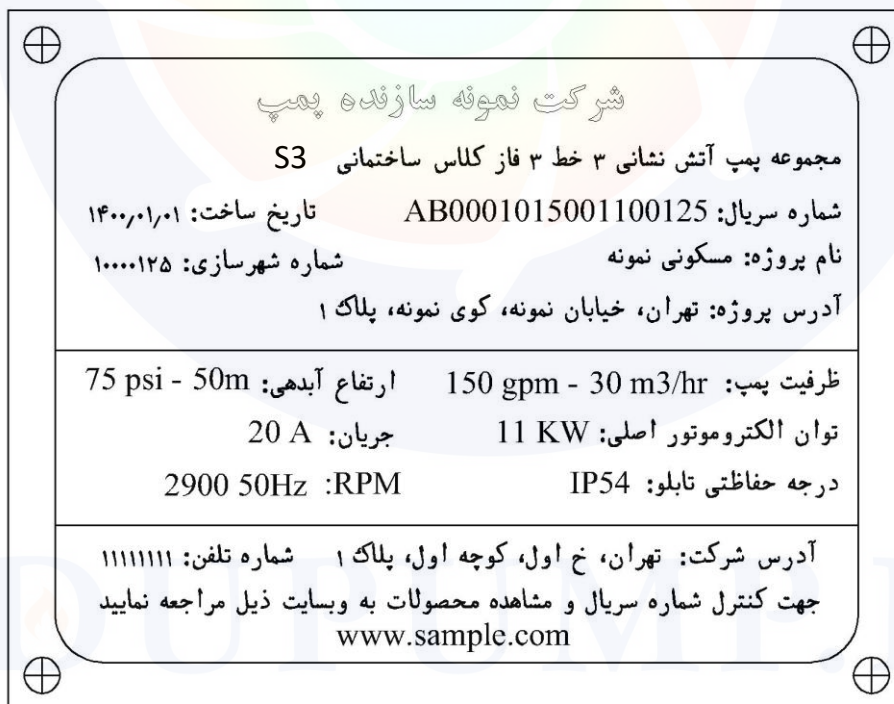 شرکت نمونه سازنده پمپ
مجموعه پمپ آتش نشانی ۳ خط ۳ فاز کلاس ساختمانی S3
شماره سریال: AB0001015001100125 تاریخ ساخت: ۱۴۰۰٫۰۱٫۰۱
نام پروژه: مسکونی نمونه شماره شهرسازی: ۱۰۰۰۰۱۲۵
آدرس پروژه: تهران، خیابان نمونه، کوی نمونه، پلاک ۱
ظرفیت پمپ: 150 gpm - 30 m3/hr ارتفاع آبدهی: 75 psi - 50m
توان الکتروموتور اصلی: 11 KW جریان: 20 A
درجه حفاظتی تابلو: IP54 RPM: 2900 50Hz
آدرس شرکت: تهران، خ اول، کوچه اول، پلاک ۱ شماره تلفن: ۱۱۱۱۱۱۱۱
جهت کنترل شماره سریال و مشاهده محصولات به وبسایت ذیل مراجعه نمایید
www.sample.com